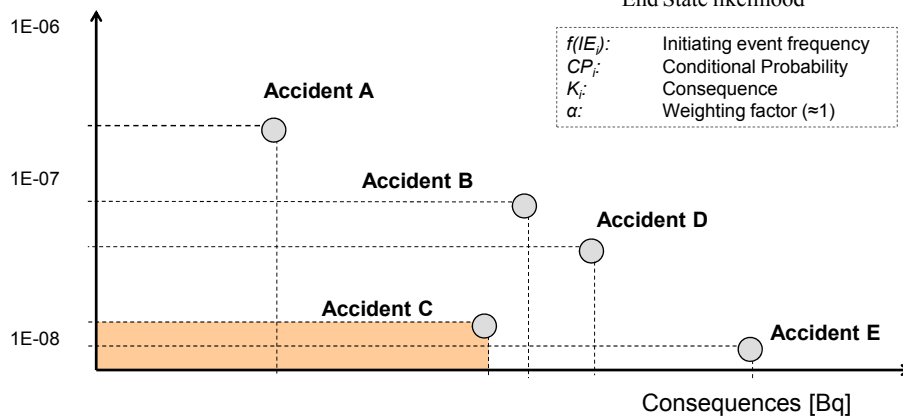 End State likelihood
1E-06
f(IEᵢ): Initiating event frequency
CPᵢ: Conditional Probability
Kᵢ: Consequence
α: Weighting factor (≈1)
Accident A
1E-07
Accident B
Accident D
Accident C
1E-08
Accident E
Consequences [Bq]